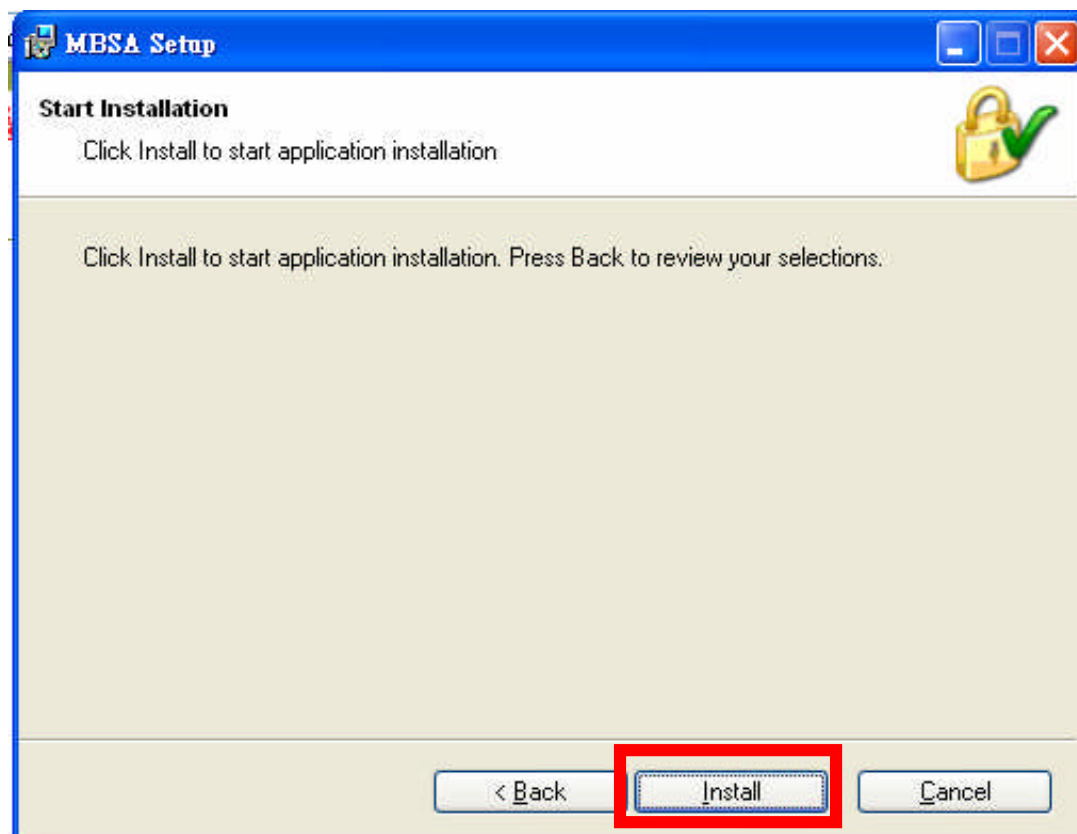 MBSA Setup
Start Installation
Click Install to start application installation
Click Install to start application installation. Press Back to review your selections.
< Back
Install
Cancel